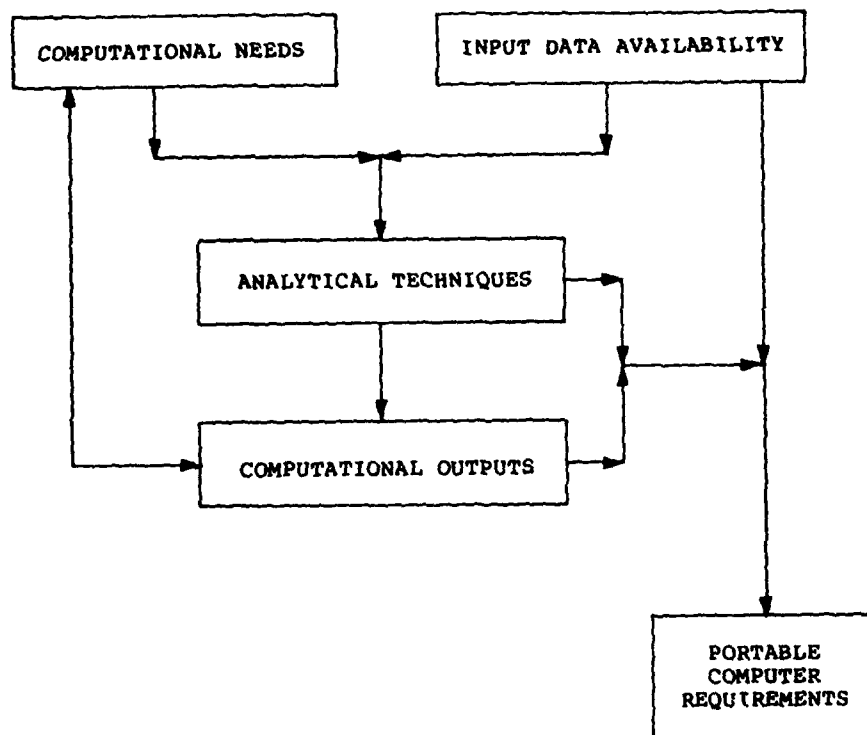 COMPUTATIONAL NEEDS
INPUT DATA AVAILABILITY
ANALYTICAL TECHNIQUES
COMPUTATIONAL OUTPUTS
PORTABLE
COMPUTER
REQUIREMENTS